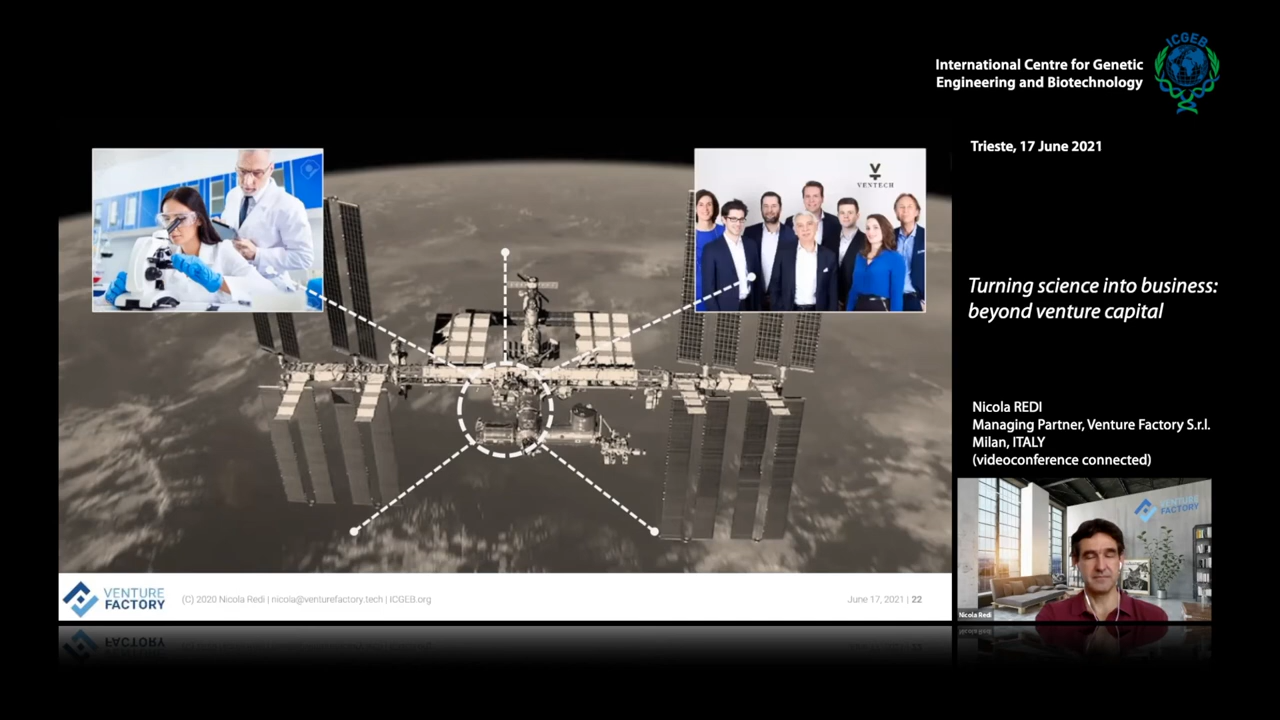 ICGEB
International Centre for Genetic
Engineering and Biotechnology
Trieste, 17 June 2021
VENTECH
Turning science into business:
beyond venture capital
Nicola REDI
Managing Partner, Venture Factory S.r.l.
Milan, ITALY
(videoconference connected)
VENTURE
FACTORY
Nicola Redi
VENTURE
FACTORY
(C) 2020 Nicola Redi | nicola@venturefactory.tech | ICGEB.org
June 17, 2021 | 22